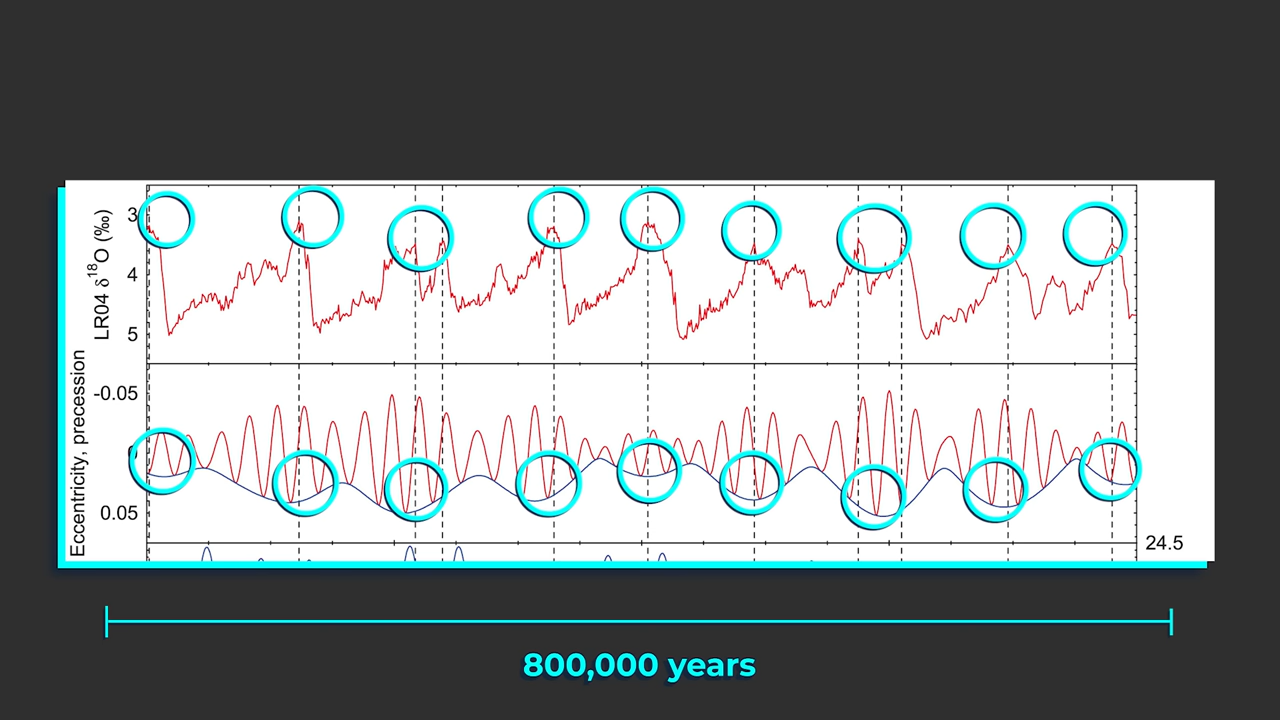 LR04 δ¹⁸O (‰)
3
4
5
Eccentricity, precession
-0.05
0.05
24.5
800,000 years